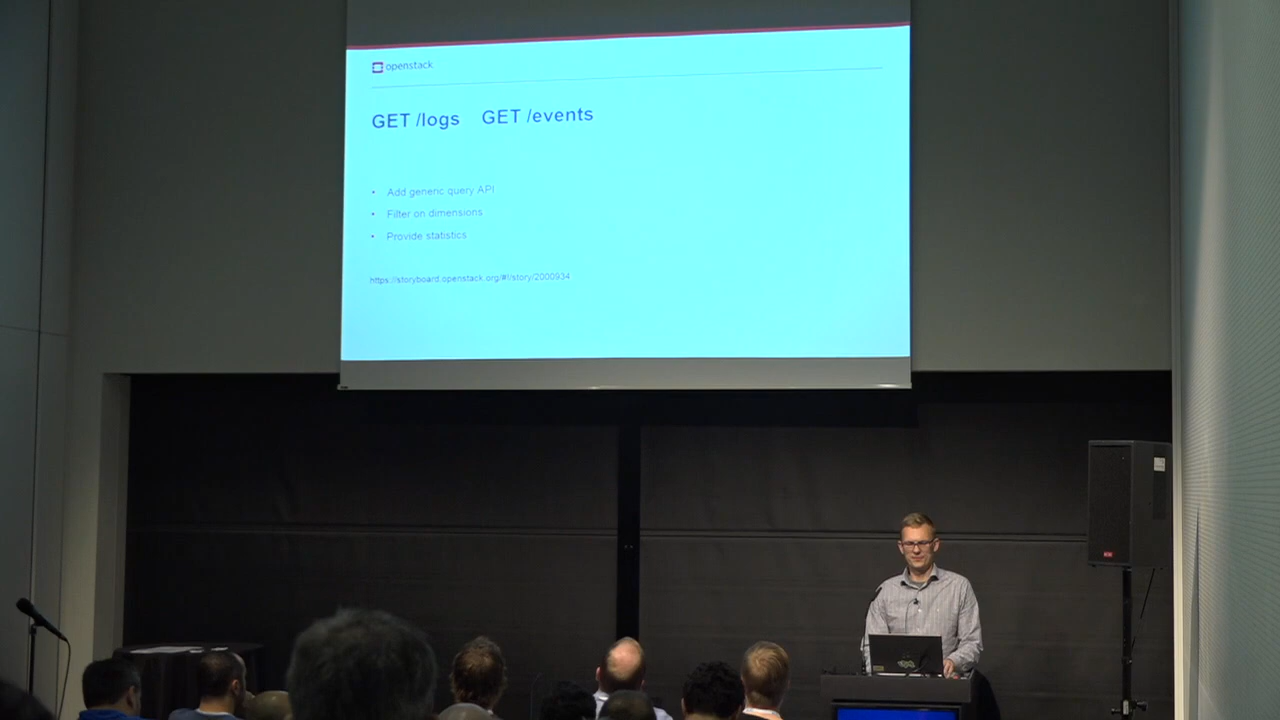 openstack
GET /logs GET /events
• Add generic query API
• Filter on dimensions
• Provide statistics
https://storyboard.openstack.org/#!/story/2000934